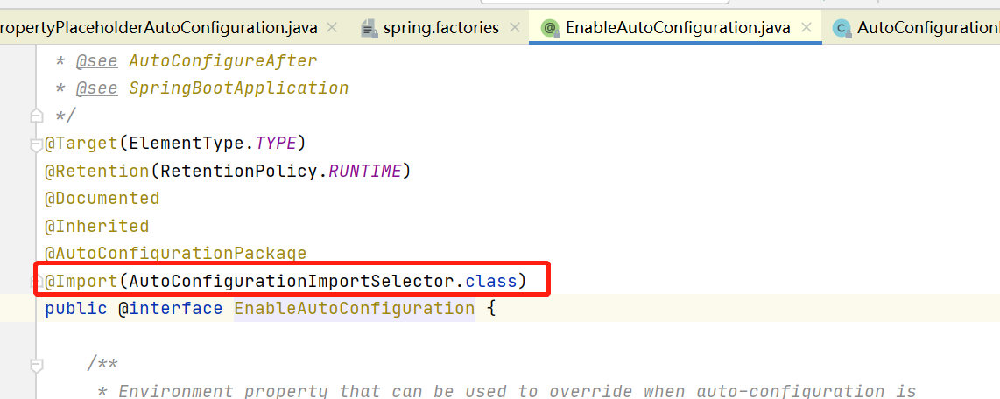 ropertyPlaceholderAutoConfiguration.java × spring.factories × @ EnableAutoConfiguration.java × C AutoConfiguration
* @see AutoConfigureAfter
* @see SpringBootApplication
*/
@Target(ElementType.TYPE)
@Retention(RetentionPolicy.RUNTIME)
@Documented
@Inherited
@AutoConfigurationPackage
@Import(AutoConfigurationImportSelector.class)
public @interface EnableAutoConfiguration {
/**
* Environment property that can be used to override when auto-configuration is